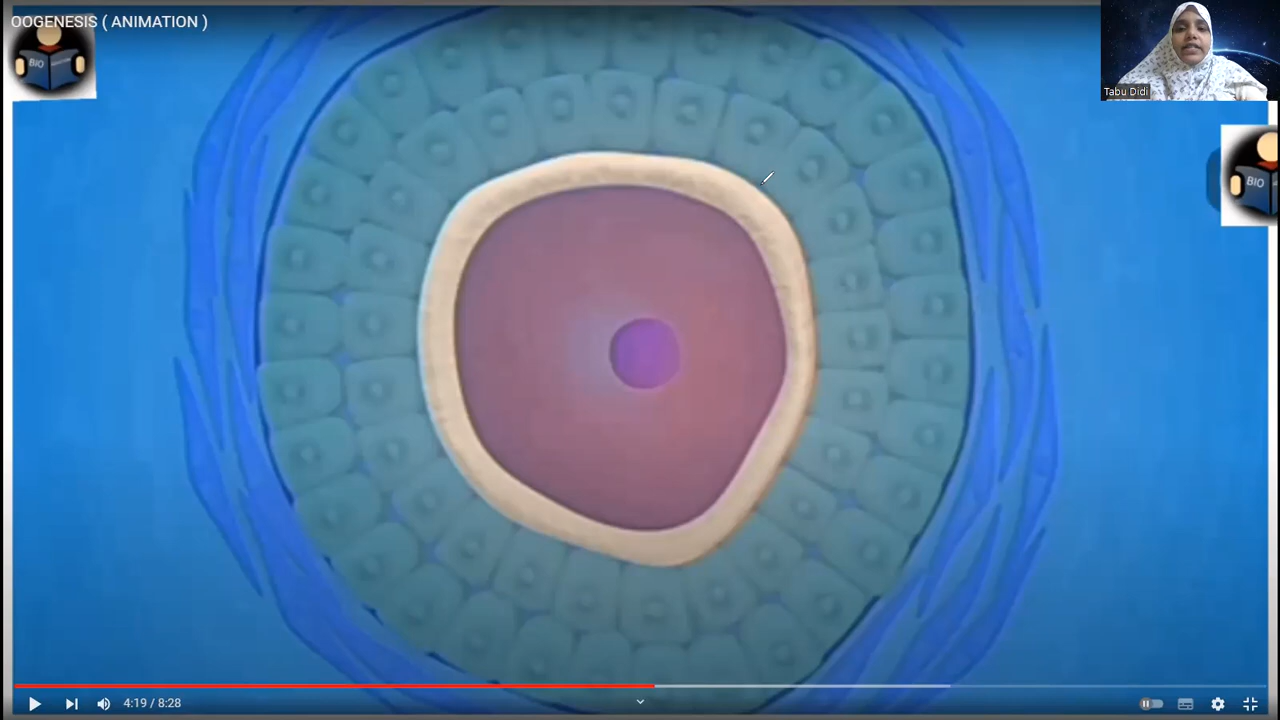 OOGENESIS ( ANIMATION )
BIO
Tabu Didi
BIO
4:19 / 8:28